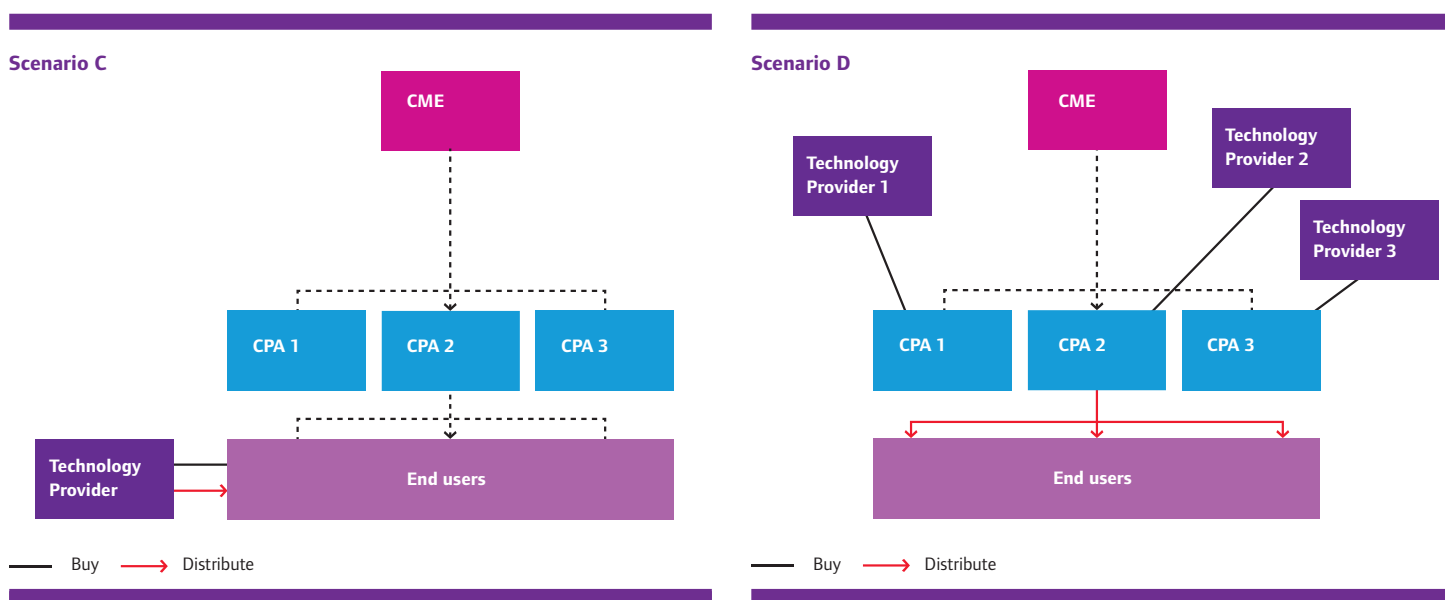 Scenario C
CME
CPA 1
CPA 2
CPA 3
Technology
Provider
End users
Buy
Distribute
Scenario D
CME
Technology
Provider 1
Technology
Provider 2
Technology
Provider 3
CPA 1
CPA 2
CPA 3
End users
Buy
Distribute